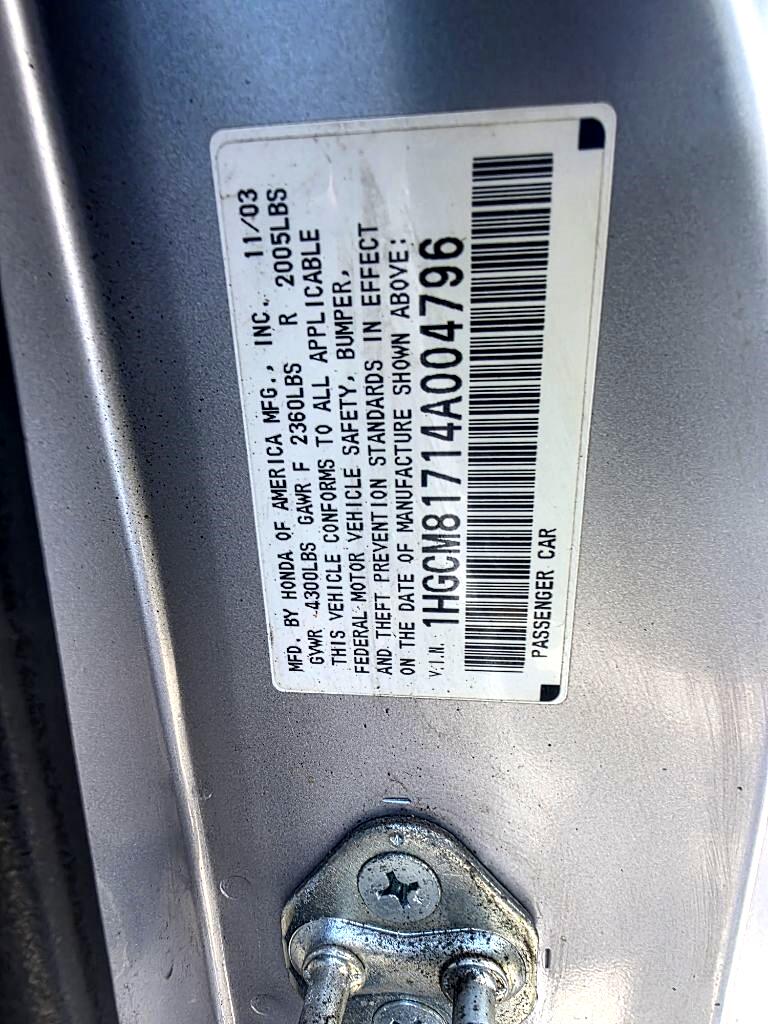 MFD. BY HONDA OF AMERICA MFG., INC. 11/03
GVWR 4300LBS GAWR F 2360LBS R 2005LBS
THIS VEHICLE CONFORMS TO ALL APPLICABLE
FEDERAL MOTOR VEHICLE SAFETY, BUMPER,
AND THEFT PREVENTION STANDARDS IN EFFECT
ON THE DATE OF MANUFACTURE SHOWN ABOVE:
V.I.N. 1HGCM81714A004796
PASSENGER CAR